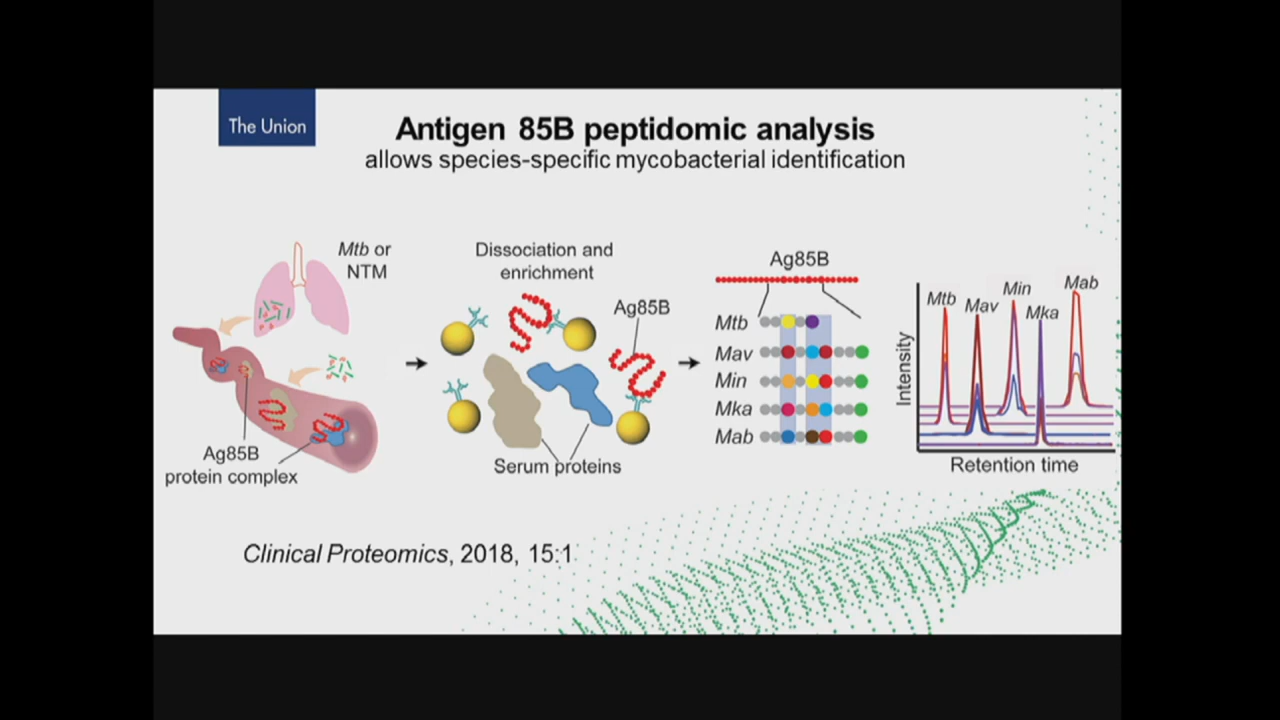 The Union
Antigen 85B peptidomic analysis
allows species-specific mycobacterial identification
Mtb or
NTM
Ag85B
protein complex
Dissociation and
enrichment
Ag85B
Serum proteins
Ag85B
Mtb
Mav
Min
Mka
Mab
Intensity
Mtb
Mav
Min
Mka
Mab
Retention time
Clinical Proteomics, 2018, 15:1